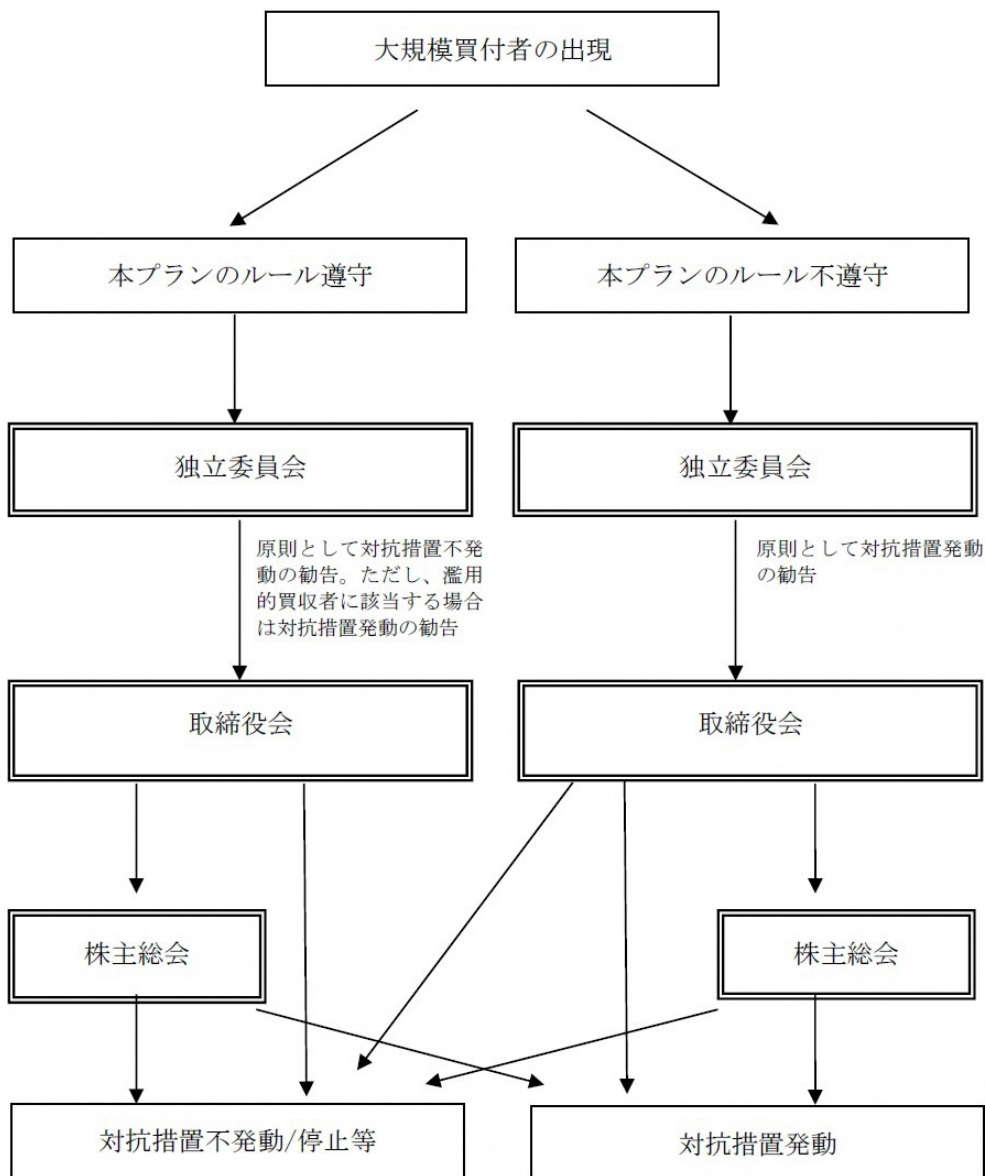 大規模買付者の出現
本プランのルール遵守
本プランのルール不遵守
独立委員会
独立委員会
原則として対抗措置不発
動の勧告。ただし、濫用
的買収者に該当する場合
は対抗措置発動の勧告
原則として対抗措置発動
の勧告
取締役会
取締役会
株主総会
株主総会
対抗措置不発動/停止等
対抗措置発動